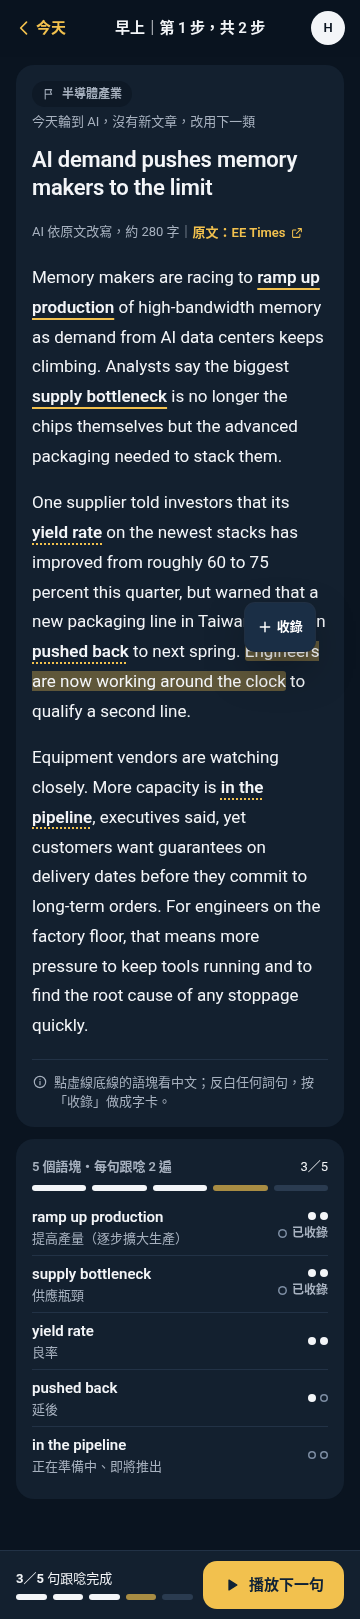 今天
早上｜第 1 步，共 2 步
H
半導體產業
今天輪到 AI，沒有新文章，改用下一類
AI demand pushes memory
makers to the limit
AI 依原文改寫，約 280 字｜原文：EE Times
Memory makers are racing to ramp up
production of high-bandwidth memory
as demand from AI data centers keeps
climbing. Analysts say the biggest
supply bottleneck is no longer the
chips themselves but the advanced
packaging needed to stack them.
One supplier told investors that its
yield rate on the newest stacks has
improved from roughly 60 to 75
percent this quarter, but warned that a
new packaging line in Taiwa
＋ 收錄
pushed back to next spring. Engineers
are now working around the clock to
qualify a second line.
Equipment vendors are watching
closely. More capacity is in the
pipeline, executives said, yet
customers want guarantees on
delivery dates before they commit to
long-term orders. For engineers on the
factory floor, that means more
pressure to keep tools running and to
find the root cause of any stoppage
quickly.
點虛線底線的語塊看中文；反白任何詞句，按
「收錄」做成字卡。
5 個語塊・每句跟唸 2 遍
3／5
ramp up production
提高產量（逐步擴大生產）
已收錄
supply bottleneck
供應瓶頸
已收錄
yield rate
良率
pushed back
延後
in the pipeline
正在準備中、即將推出
3／5 句跟唸完成
播放下一句